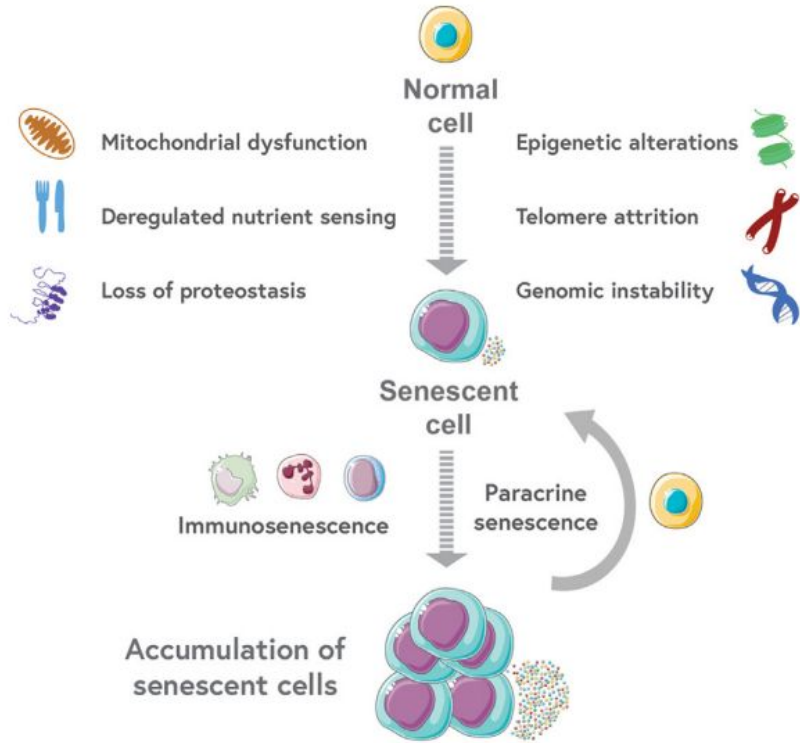 Normal
cell
Mitochondrial dysfunction
Epigenetic alterations
Deregulated nutrient sensing
Telomere attrition
Loss of proteostasis
Genomic instability
Senescent
cell
Immunosenescence
Paracrine
senescence
Accumulation of
senescent cells